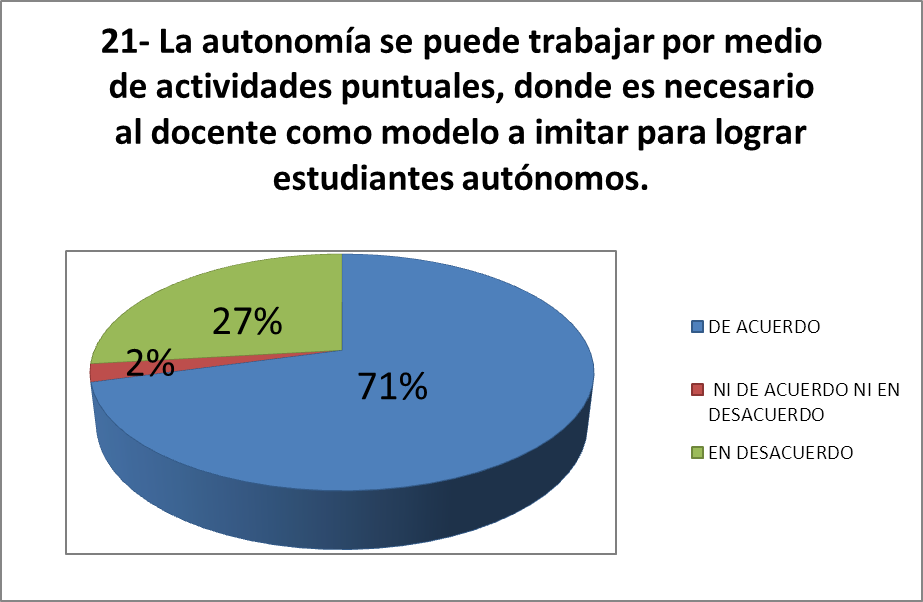 21- La autonomía se puede trabajar por medio
de actividades puntuales, donde es necesario
al docente como modelo a imitar para lograr
estudiantes autónomos.
27%
2%
71%
DE ACUERDO
NI DE ACUERDO NI EN
DESACUERDO
EN DESACUERDO